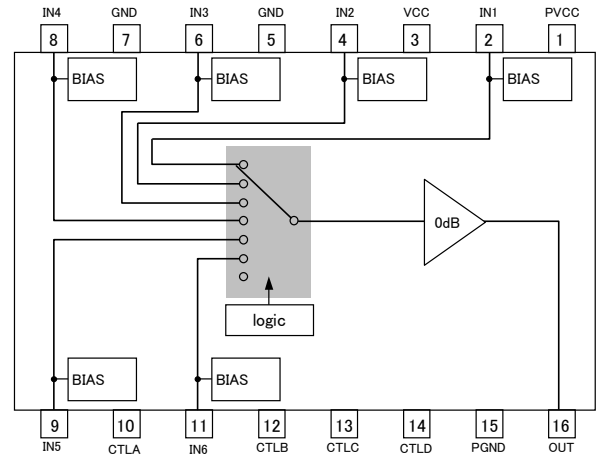 IN4 GND IN3 GND IN2 VCC IN1 PVCC
8 7 6 5 4 3 2 1
BIAS BIAS BIAS BIAS
0dB
logic
BIAS BIAS
9 10 11 12 13 14 15 16
IN5 CTLA IN6 CTLB CTLC CTLD PGND OUT